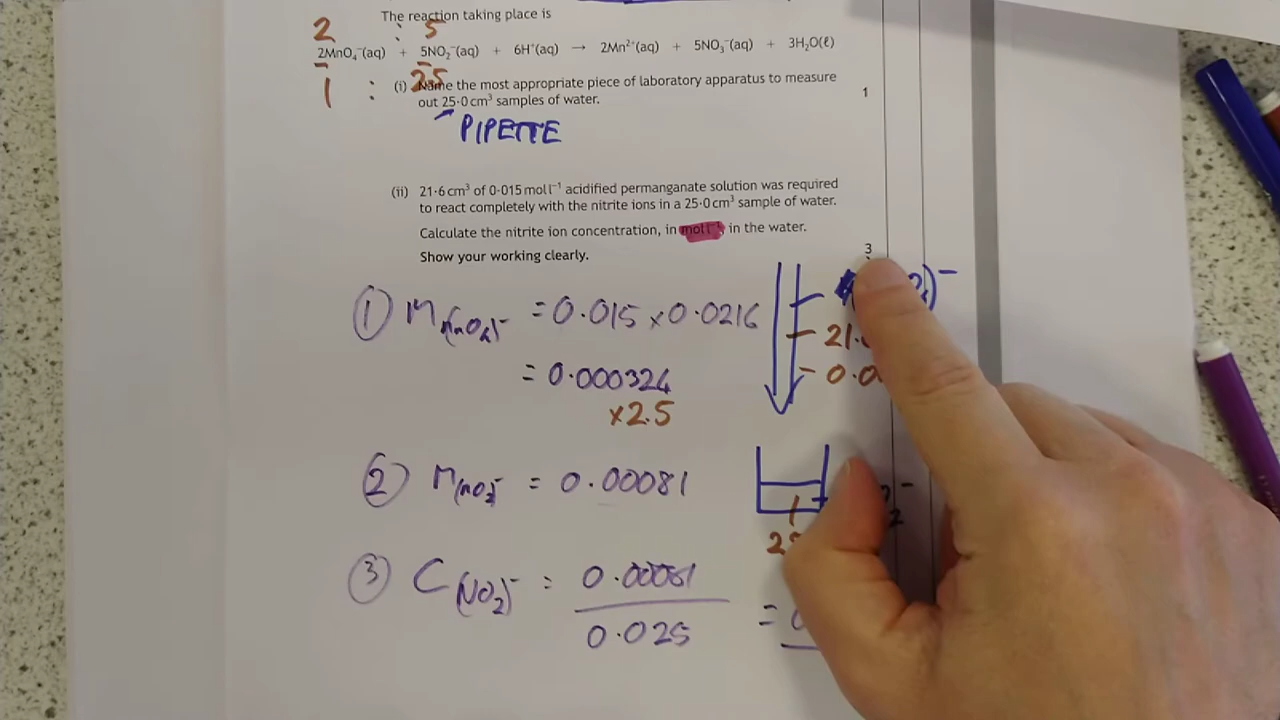 The reaction taking place is
2 : 5
2MnO₄⁻(aq) + 5NO₂⁻(aq) + 6H⁺(aq) → 2Mn²⁺(aq) + 5NO₃⁻(aq) + 3H₂O(ℓ)
1 : 2.5
(i) Name the most appropriate piece of laboratory apparatus to measure
out 25·0 cm³ samples of water. 1
PIPETTE
(ii) 21·6 cm³ of 0·015 mol l⁻¹ acidified permanganate solution was required
to react completely with the nitrite ions in a 25·0 cm³ sample of water.
Calculate the nitrite ion concentration, in mol l⁻¹, in the water.
Show your working clearly. 3
① n(MnO₄)⁻ = 0.015 × 0.0216
= 0.000324
×2.5
② n(NO₂)⁻ = 0.00081
③ C(NO₂)⁻ = 0.00081
0.025 =